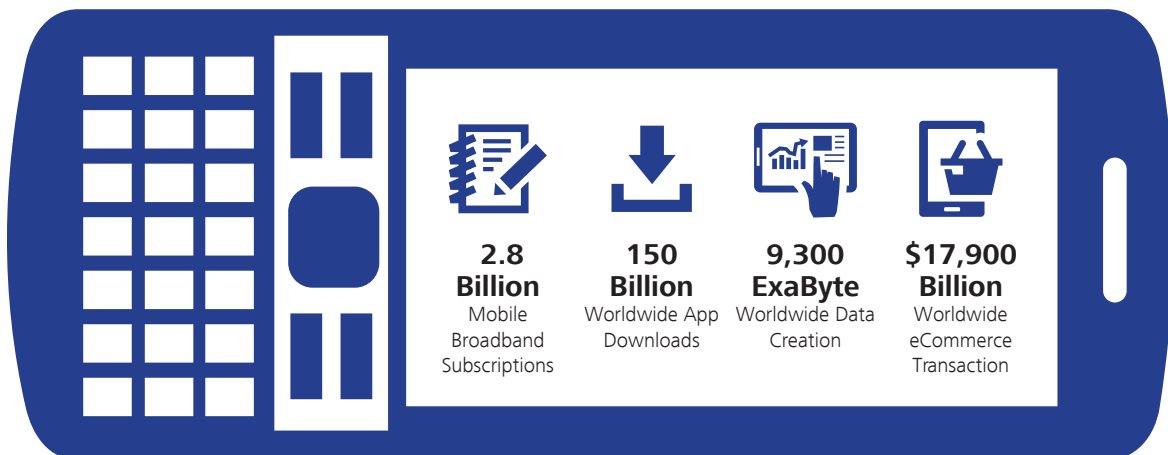 2.8
Billion
Mobile
Broadband
Subscriptions
150
Billion
Worldwide App
Downloads
9,300
ExaByte
Worldwide Data
Creation
$17,900
Billion
Worldwide
eCommerce
Transaction